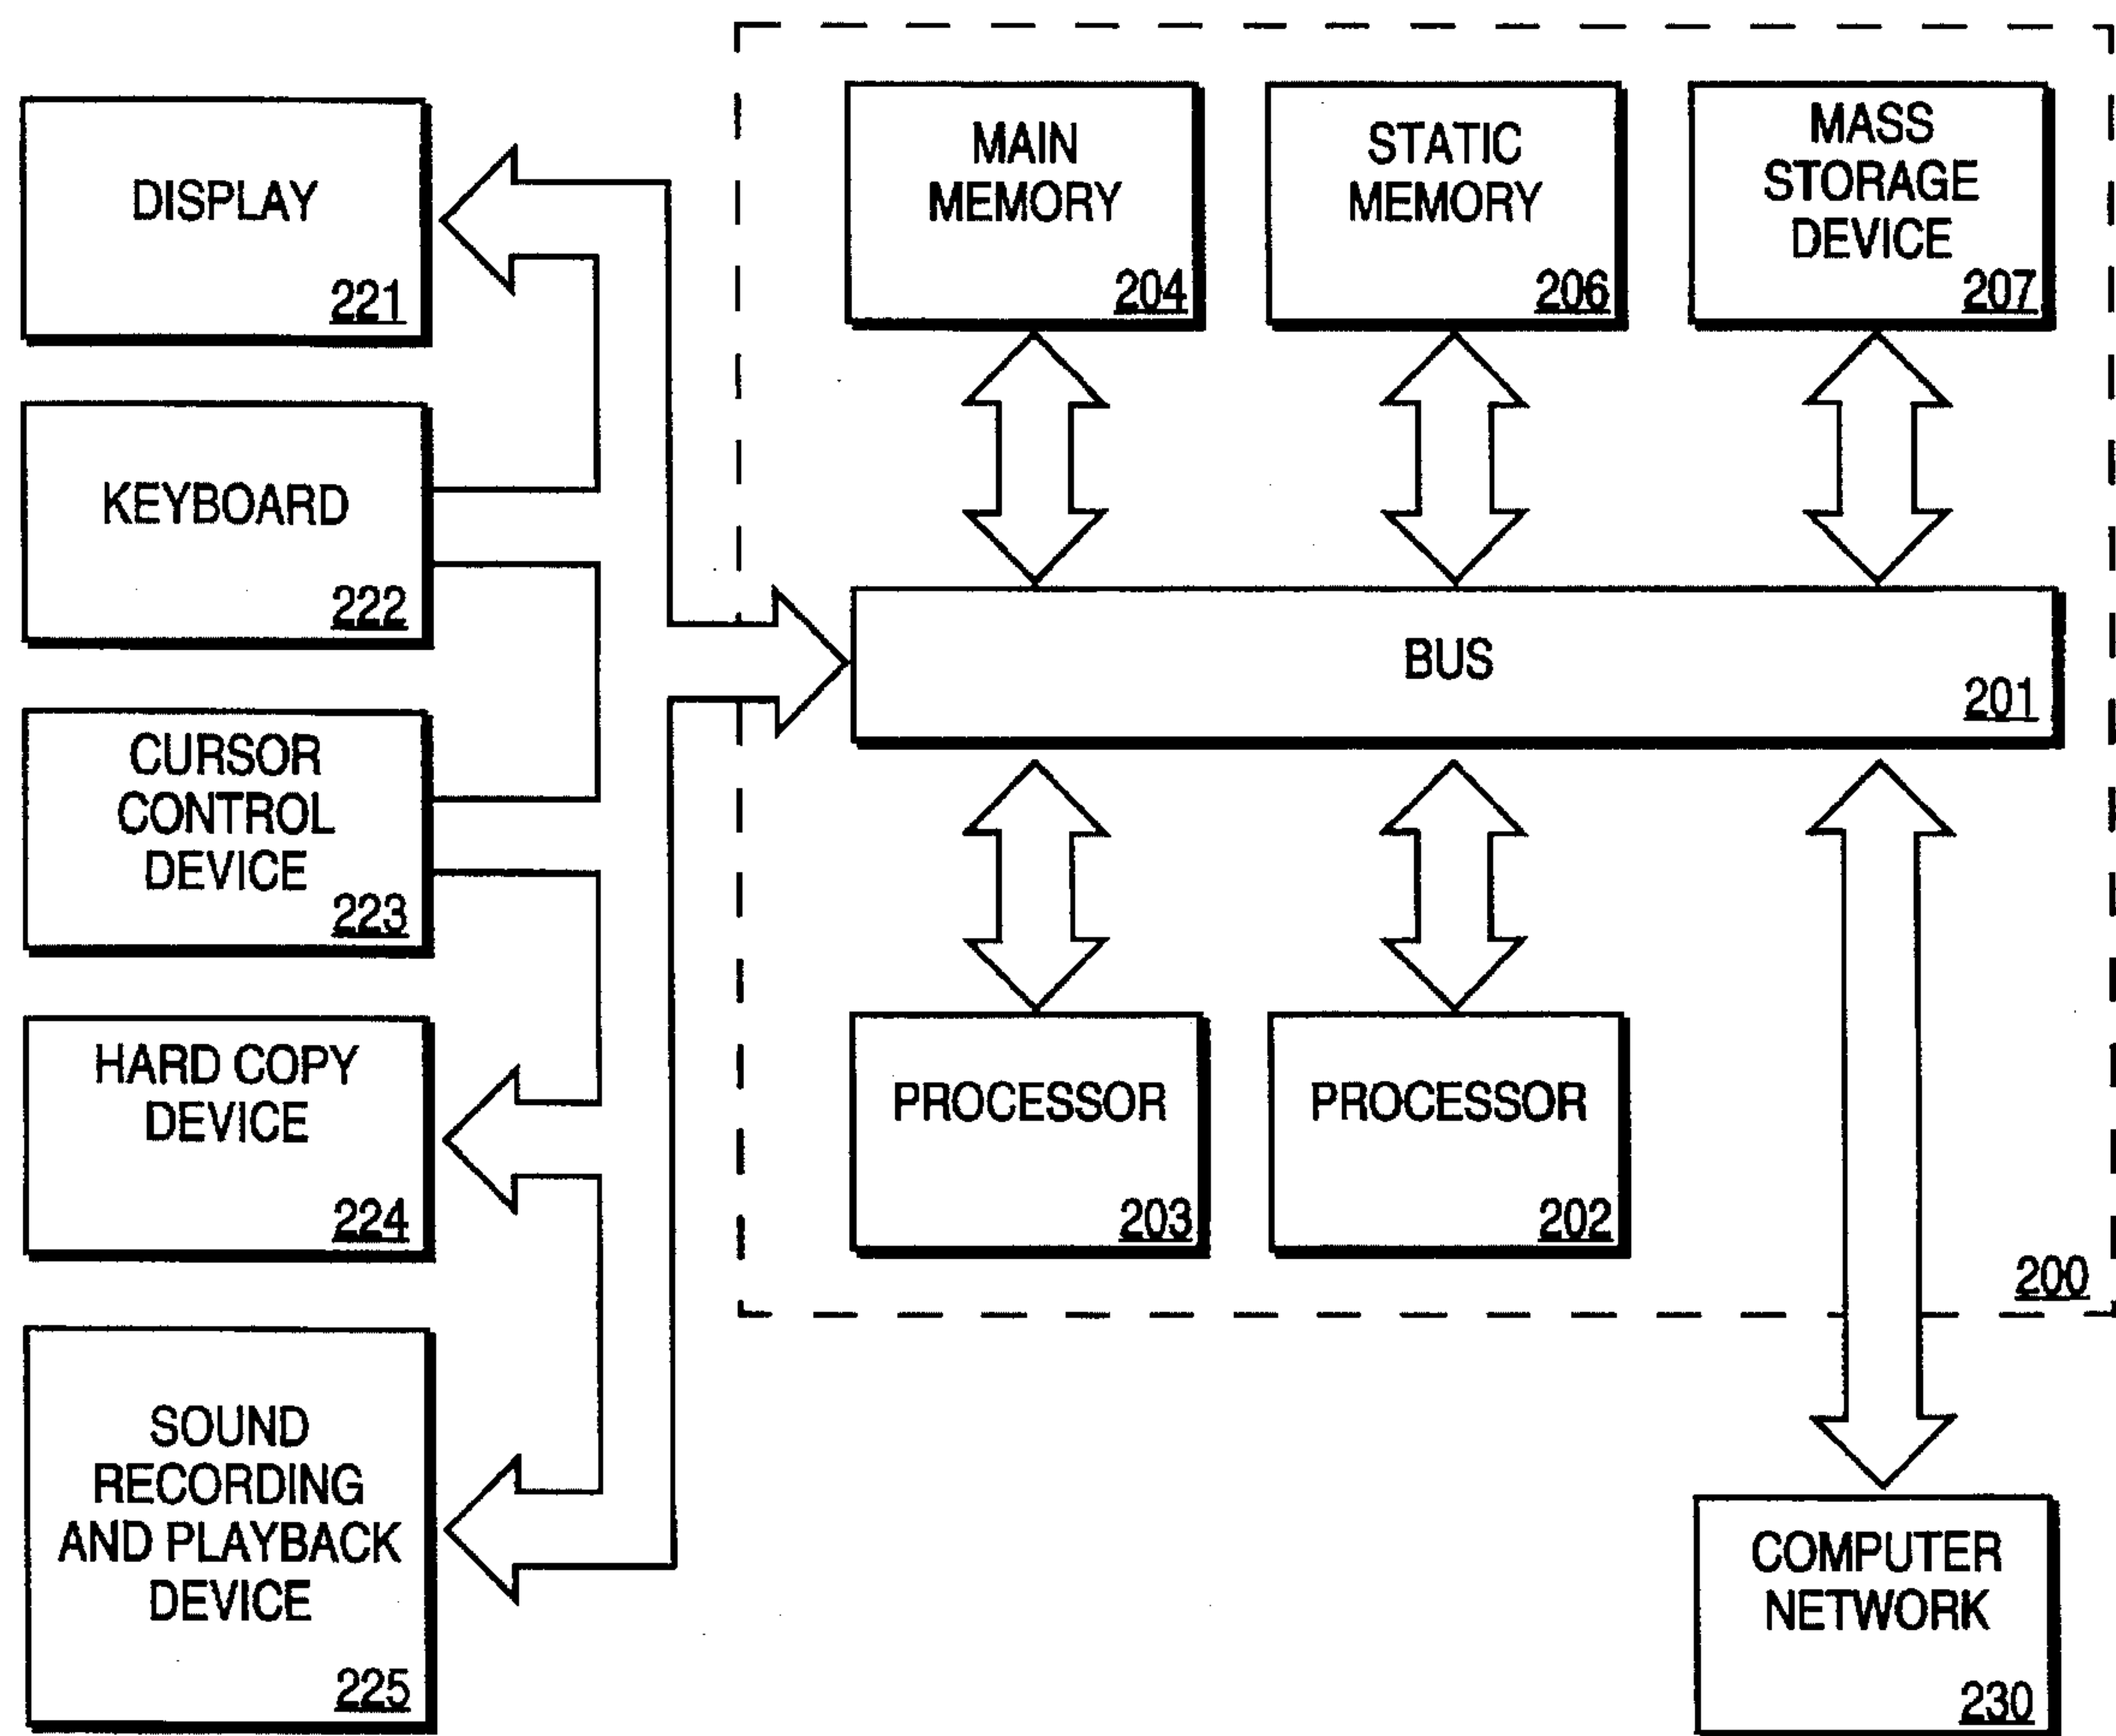 DISPLAY
221
KEYBOARD
222
CURSOR
CONTROL
DEVICE
223
HARD COPY
DEVICE
224
SOUND
RECORDING
AND PLAYBACK
DEVICE
225
MAIN
MEMORY
204
STATIC
MEMORY
206
MASS
STORAGE
DEVICE
207
BUS
201
PROCESSOR
203
PROCESSOR
202
200
COMPUTER
NETWORK
230